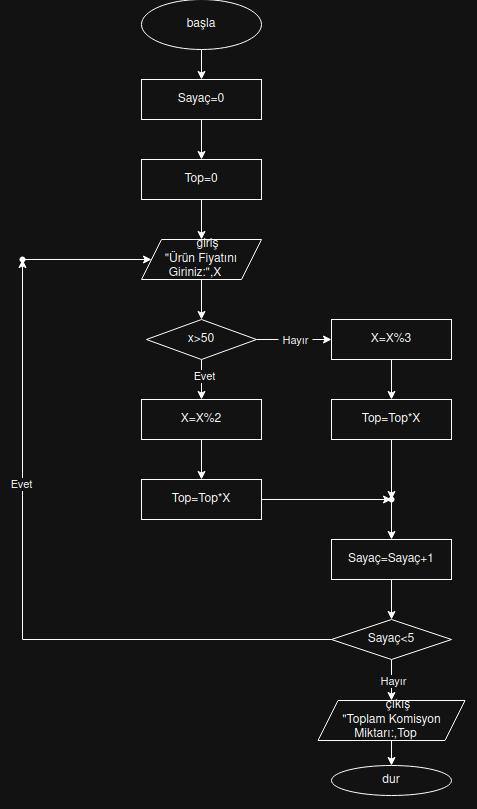 başla
Sayaç=0
Top=0
giriş
"Ürün Fiyatını
Giriniz:",X
x>50
Hayır
X=X%3
Evet
X=X%2
Top=Top*X
Top=Top*X
Evet
Sayaç=Sayaç+1
Sayaç<5
Hayır
çıkış
"Toplam Komisyon
Miktarı:,Top
dur